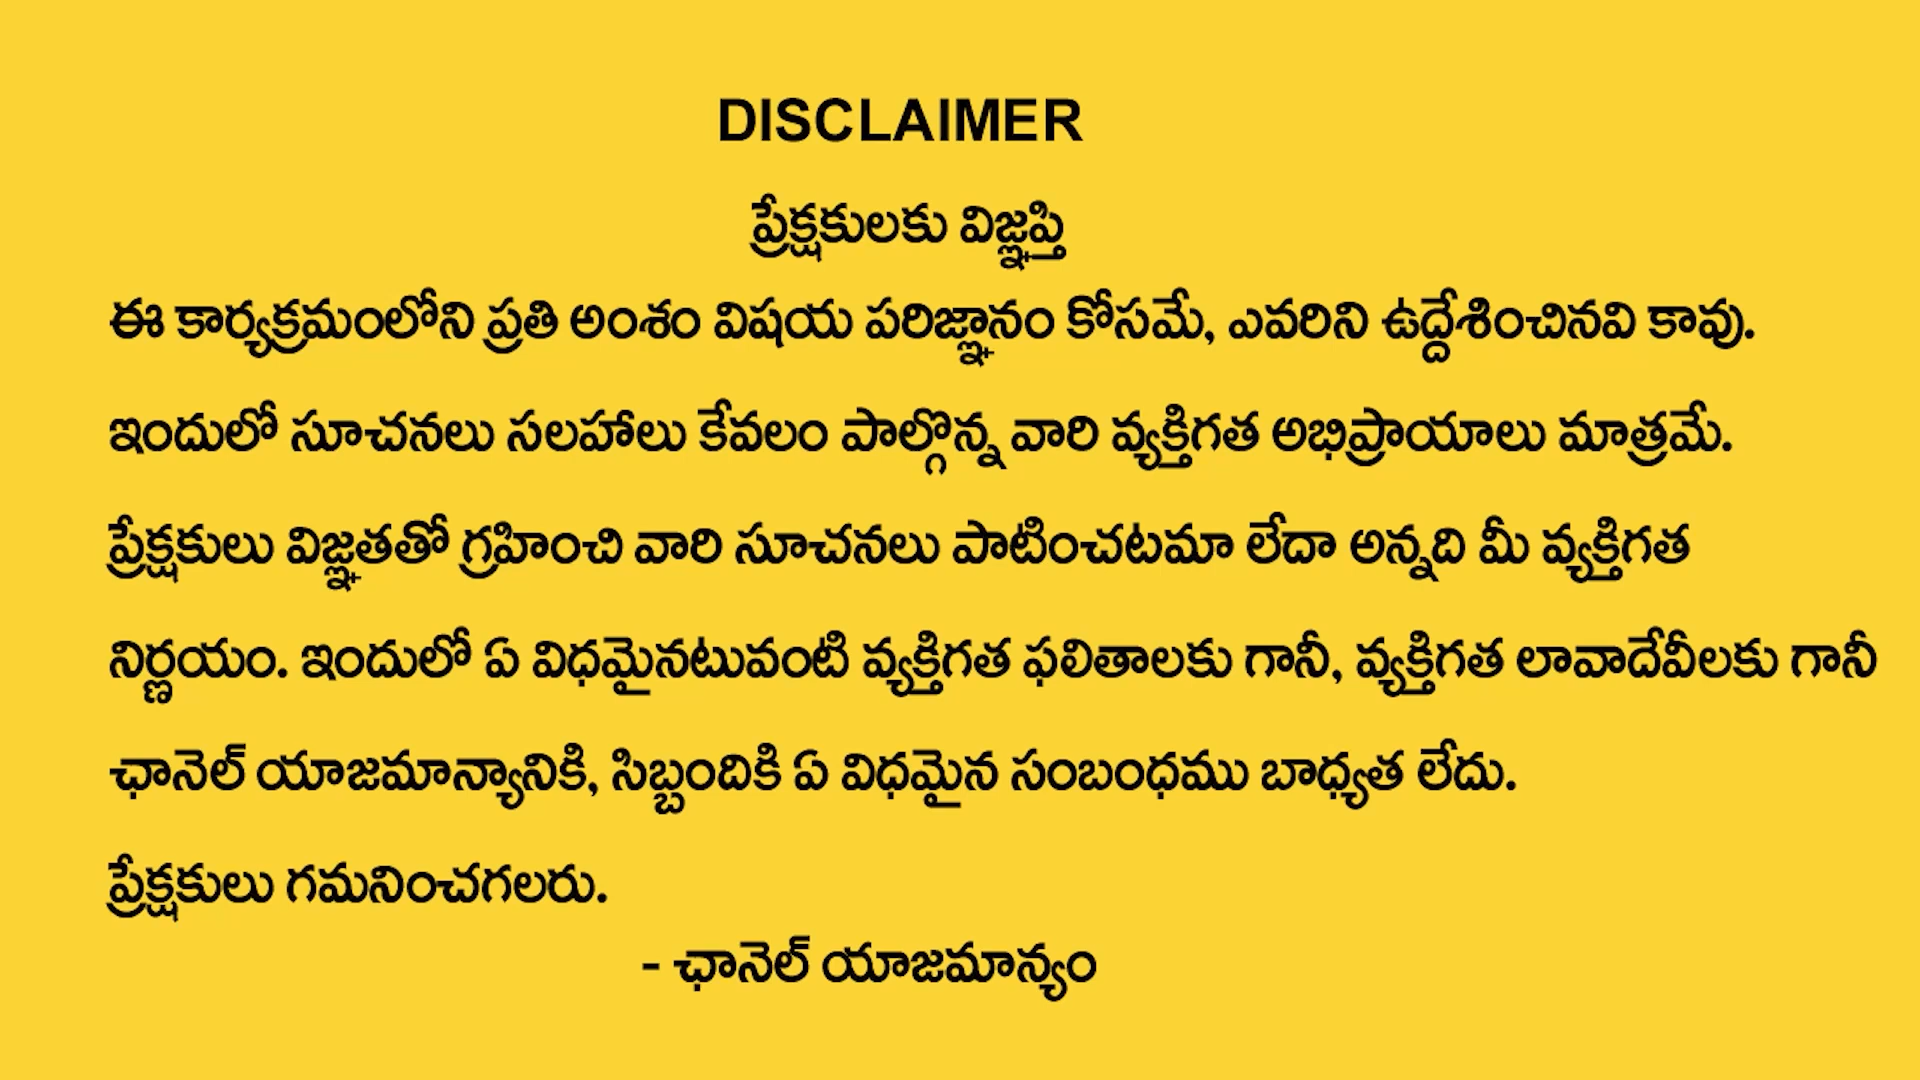 DISCLAIMER
ప్రేక్షకులకు విజ్ఞప్తి
ఈ కార్యక్రమంలోని ప్రతి అంశం విషయ పరిజ్ఞానం కోసమే, ఎవరిని ఉద్దేశించినవి కావు.
ఇందులో సూచనలు సలహాలు కేవలం పాల్గొన్న వారి వ్యక్తిగత అభిప్రాయాలు మాత్రమే.
ప్రేక్షకులు విజ్ఞతతో గ్రహించి వారి సూచనలు పాటించటమా లేదా అన్నది మీ వ్యక్తిగత
నిర్ణయం. ఇందులో ఏ విధమైనటువంటి వ్యక్తిగత ఫలితాలకు గానీ, వ్యక్తిగత లావాదేవీలకు గానీ
ఛానెల్ యాజమాన్యానికి, సిబ్బందికి ఏ విధమైన సంబంధము బాధ్యత లేదు.
ప్రేక్షకులు గమనించగలరు.
- ఛానెల్ యాజమాన్యం